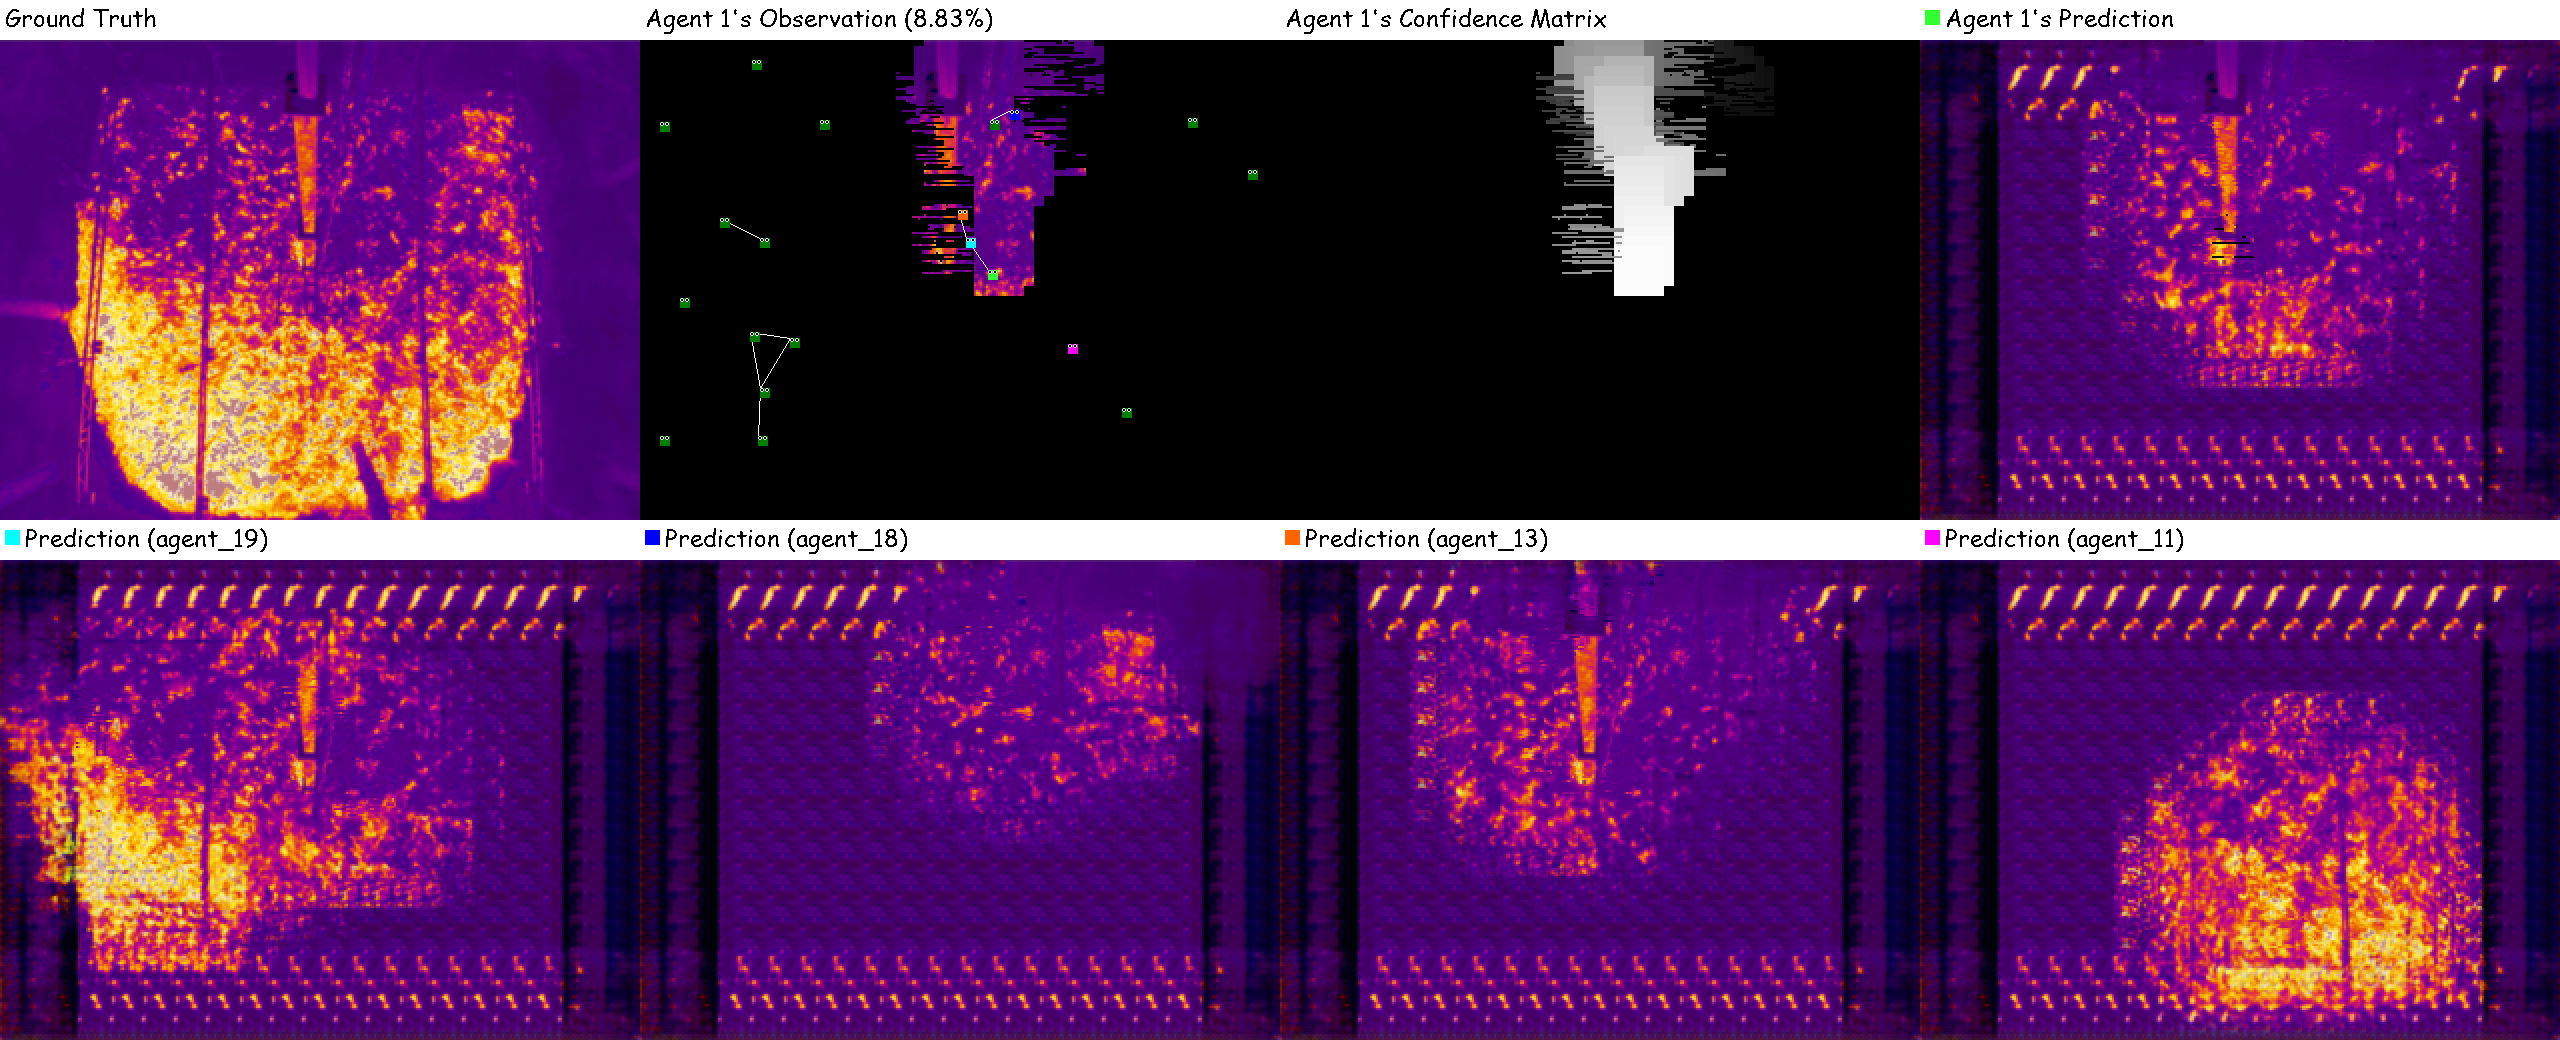 Ground Truth
Agent 1's Observation (8.83%)
Agent 1's Confidence Matrix
Agent 1's Prediction
Prediction (agent_19)
Prediction (agent_18)
Prediction (agent_13)
Prediction (agent_11)